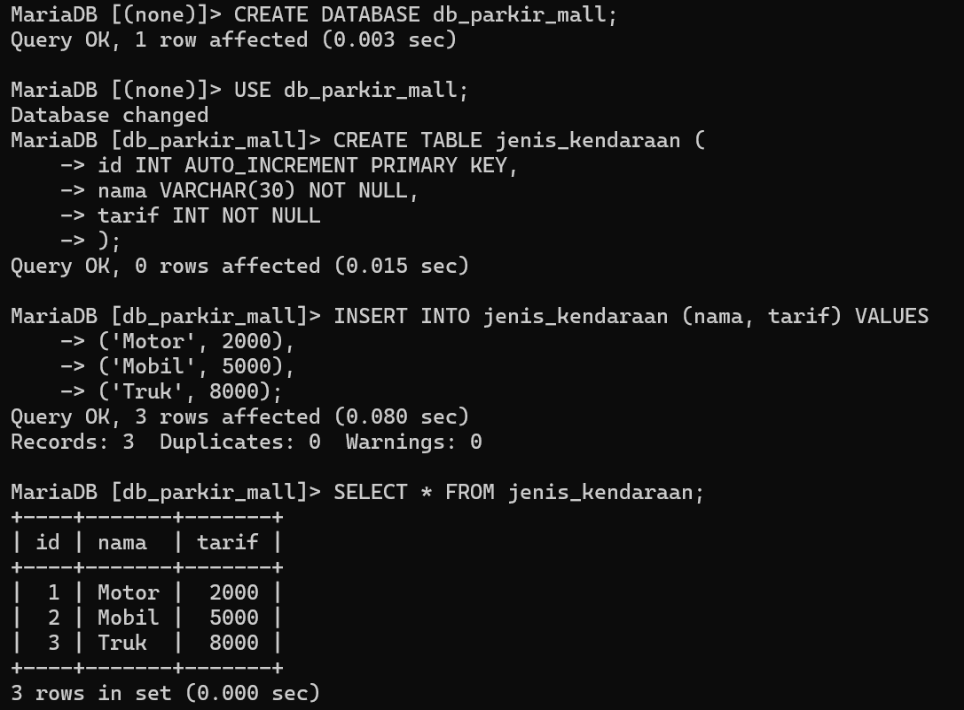 MariaDB [(none)]> CREATE DATABASE db_parkir_mall;
Query OK, 1 row affected (0.003 sec)

MariaDB [(none)]> USE db_parkir_mall;
Database changed
MariaDB [db_parkir_mall]> CREATE TABLE jenis_kendaraan (
    -> id INT AUTO_INCREMENT PRIMARY KEY,
    -> nama VARCHAR(30) NOT NULL,
    -> tarif INT NOT NULL
    -> );
Query OK, 0 rows affected (0.015 sec)

MariaDB [db_parkir_mall]> INSERT INTO jenis_kendaraan (nama, tarif) VALUES
    -> ('Motor', 2000),
    -> ('Mobil', 5000),
    -> ('Truk', 8000);
Query OK, 3 rows affected (0.080 sec)
Records: 3  Duplicates: 0  Warnings: 0

MariaDB [db_parkir_mall]> SELECT * FROM jenis_kendaraan;
+----+-------+-------+
| id | nama  | tarif |
+----+-------+-------+
|  1 | Motor |  2000 |
|  2 | Mobil |  5000 |
|  3 | Truk  |  8000 |
+----+-------+-------+
3 rows in set (0.000 sec)